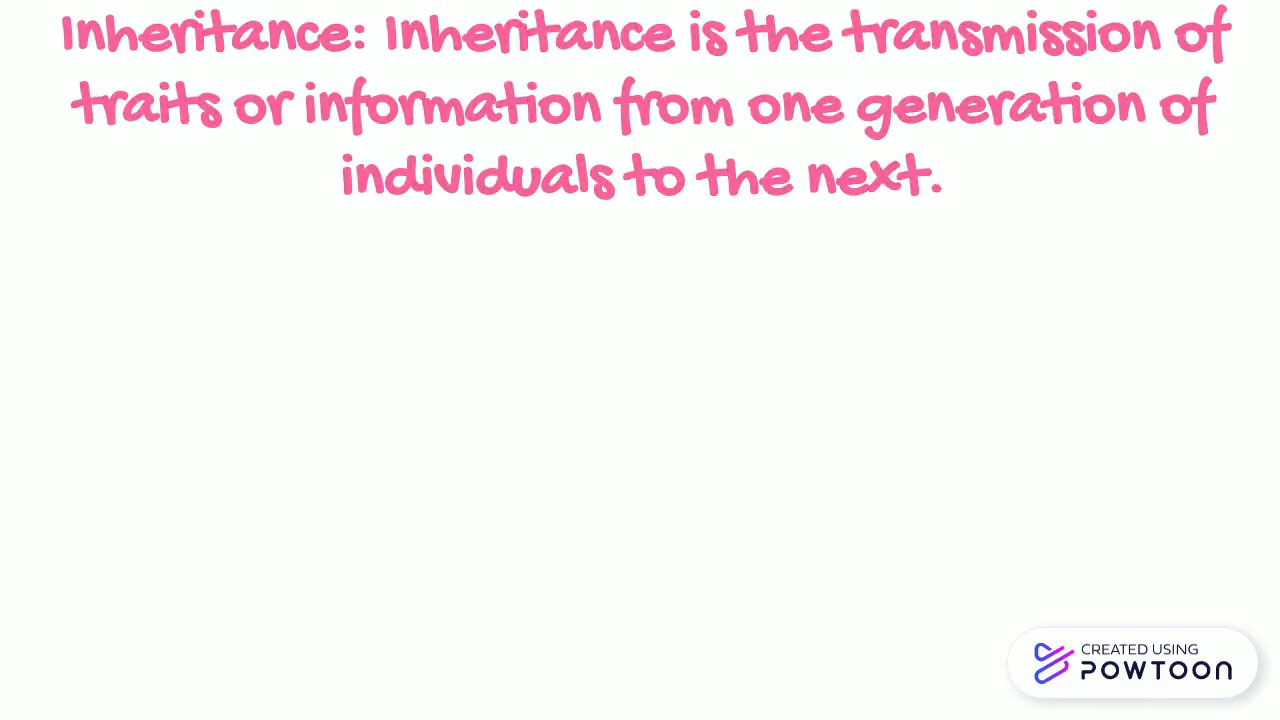 Inheritance: Inheritance is the transmission of
traits or information from one generation of
individuals to the next.
CREATED USING
POWTOON